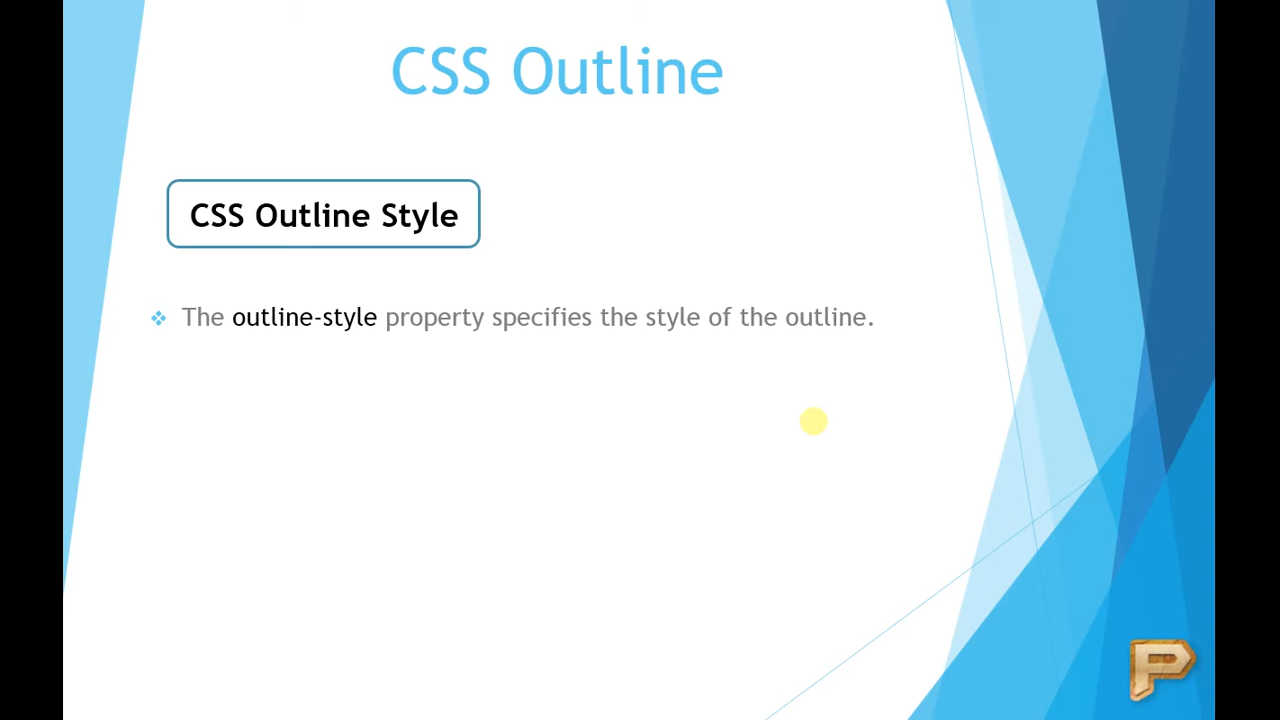 CSS Outline
CSS Outline Style
The outline-style property specifies the style of the outline.
P